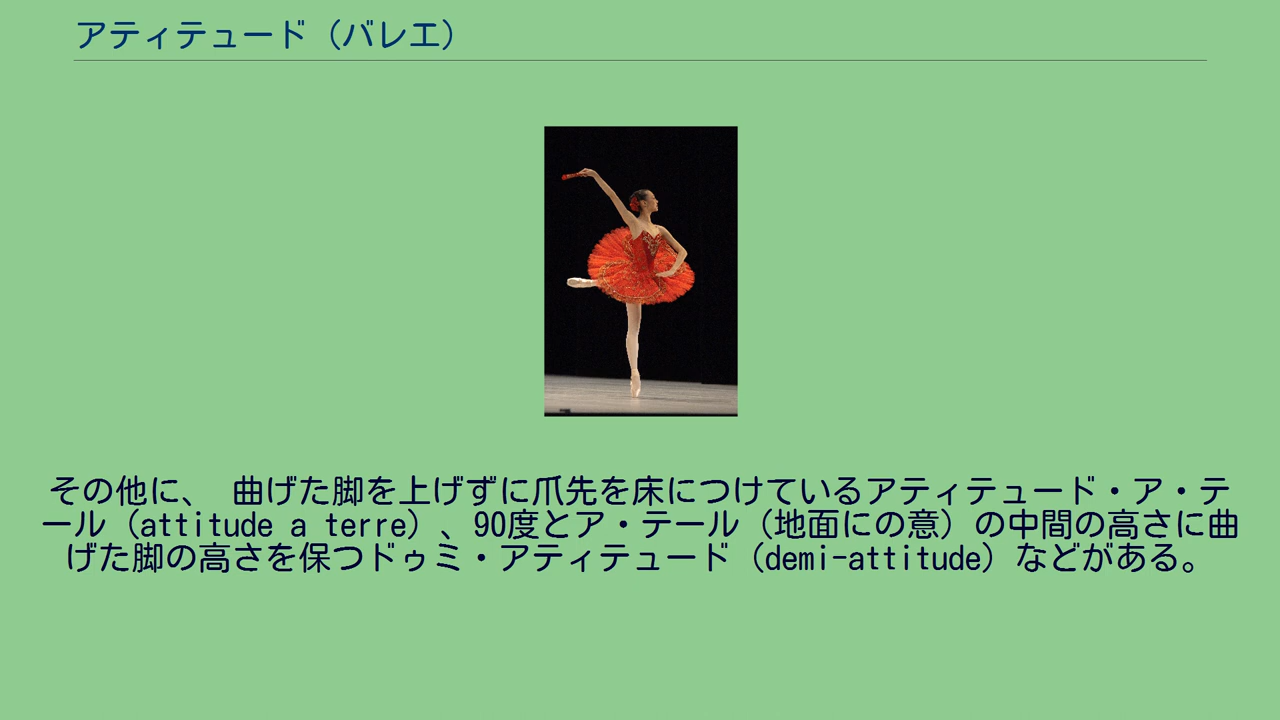 アティテュード（バレエ）
その他に、 曲げた脚を上げずに爪先を床につけているアティテュード・ア・テ
ール（attitude a terre）、90度とア・テール（地面にの意）の中間の高さに曲
げた脚の高さを保つドゥミ・アティテュード（demi-attitude）などがある。